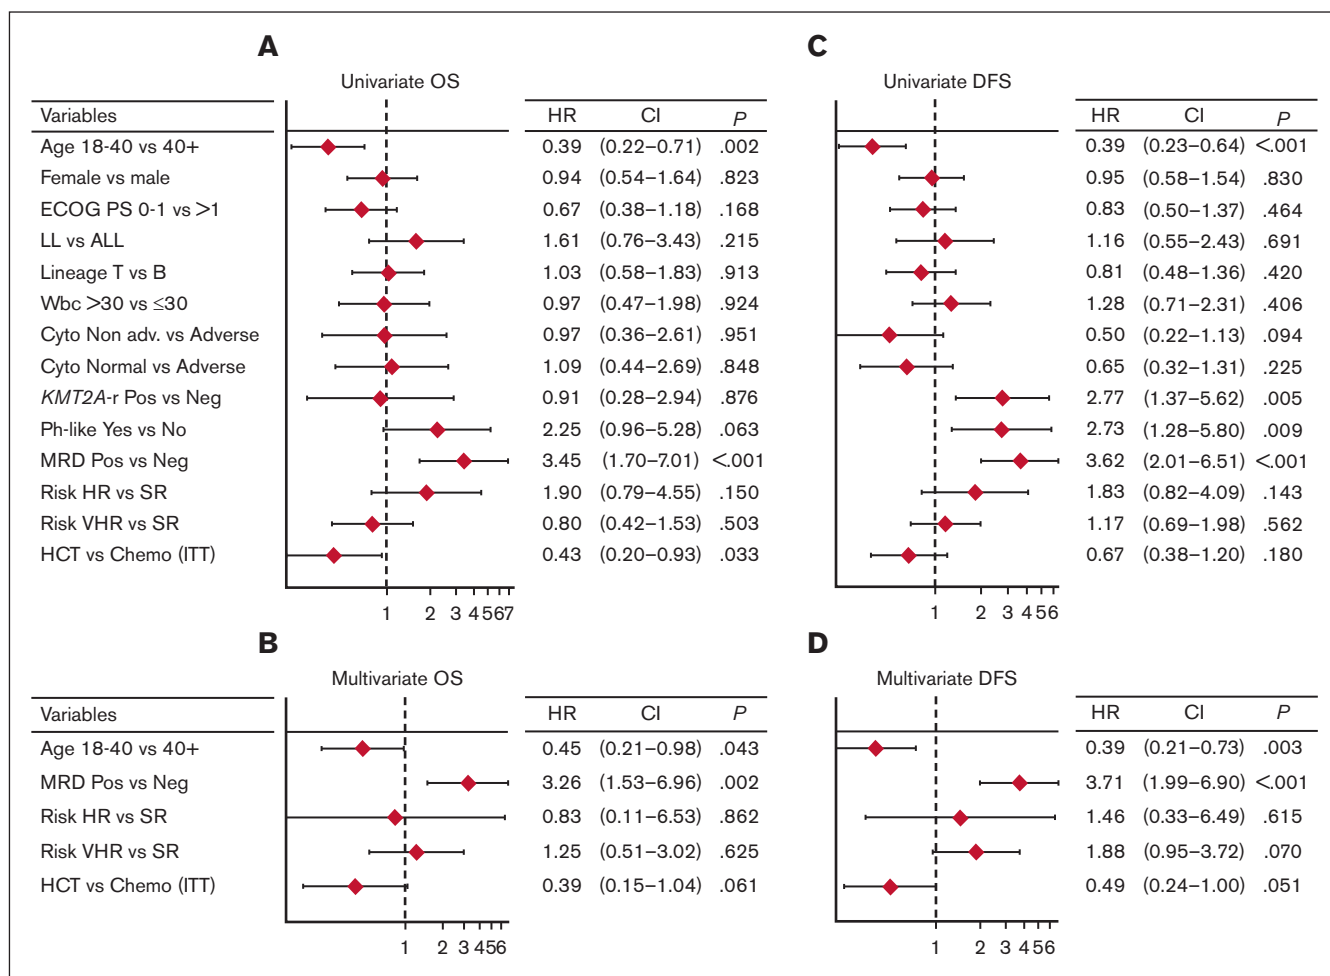 A
C
Univariate OS
Univariate DFS
Variables HR CI P HR CI P
Age 18-40 vs 40+ 0.39 (0.22–0.71) .002 0.39 (0.23–0.64) <.001
Female vs male 0.94 (0.54–1.64) .823 0.95 (0.58–1.54) .830
ECOG PS 0-1 vs >1 0.67 (0.38–1.18) .168 0.83 (0.50–1.37) .464
LL vs ALL 1.61 (0.76–3.43) .215 1.16 (0.55–2.43) .691
Lineage T vs B 1.03 (0.58–1.83) .913 0.81 (0.48–1.36) .420
Wbc >30 vs ≤30 0.97 (0.47–1.98) .924 1.28 (0.71–2.31) .406
Cyto Non adv. vs Adverse 0.97 (0.36–2.61) .951 0.50 (0.22–1.13) .094
Cyto Normal vs Adverse 1.09 (0.44–2.69) .848 0.65 (0.32–1.31) .225
KMT2A-r Pos vs Neg 0.91 (0.28–2.94) .876 2.77 (1.37–5.62) .005
Ph-like Yes vs No 2.25 (0.96–5.28) .063 2.73 (1.28–5.80) .009
MRD Pos vs Neg 3.45 (1.70–7.01) <.001 3.62 (2.01–6.51) <.001
Risk HR vs SR 1.90 (0.79–4.55) .150 1.83 (0.82–4.09) .143
Risk VHR vs SR 0.80 (0.42–1.53) .503 1.17 (0.69–1.98) .562
HCT vs Chemo (ITT) 0.43 (0.20–0.93) .033 0.67 (0.38–1.20) .180
1 2 3 4 5 6 7 1 2 3 4 5 6
B
D
Multivariate OS
Multivariate DFS
Variables HR CI P HR CI P
Age 18-40 vs 40+ 0.45 (0.21–0.98) .043 0.39 (0.21–0.73) .003
MRD Pos vs Neg 3.26 (1.53–6.96) .002 3.71 (1.99–6.90) <.001
Risk HR vs SR 0.83 (0.11–6.53) .862 1.46 (0.33–6.49) .615
Risk VHR vs SR 1.25 (0.51–3.02) .625 1.88 (0.95–3.72) .070
HCT vs Chemo (ITT) 0.39 (0.15–1.04) .061 0.49 (0.24–1.00) .051
1 2 3 4 5 6 1 2 3 4 5 6